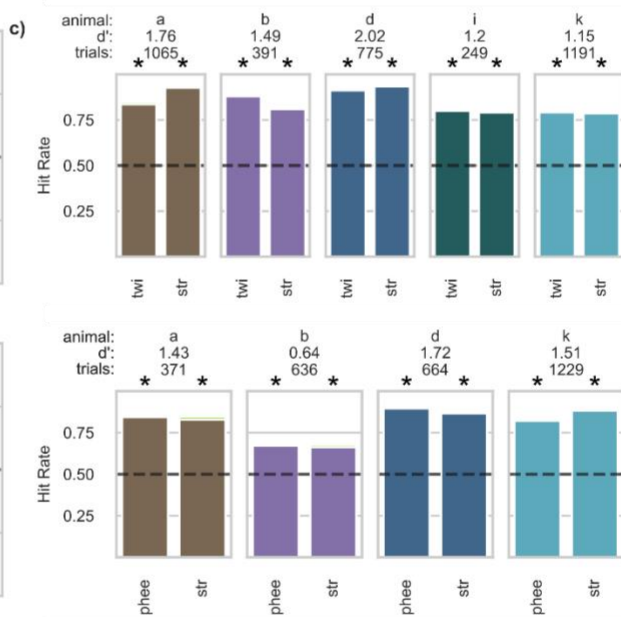 c)
animal: a b d i k
d': 1.76 1.49 2.02 1.2 1.15
trials: 1065 391 775 249 1191
* * * * * * * * * *
Hit Rate
0.75
0.50
0.25
twi str twi str twi str twi str twi str
animal: a b d k
d': 1.43 0.64 1.72 1.51
trials: 371 636 664 1229
* * * * * * * *
Hit Rate
0.75
0.50
0.25
phee str phee str phee str phee str